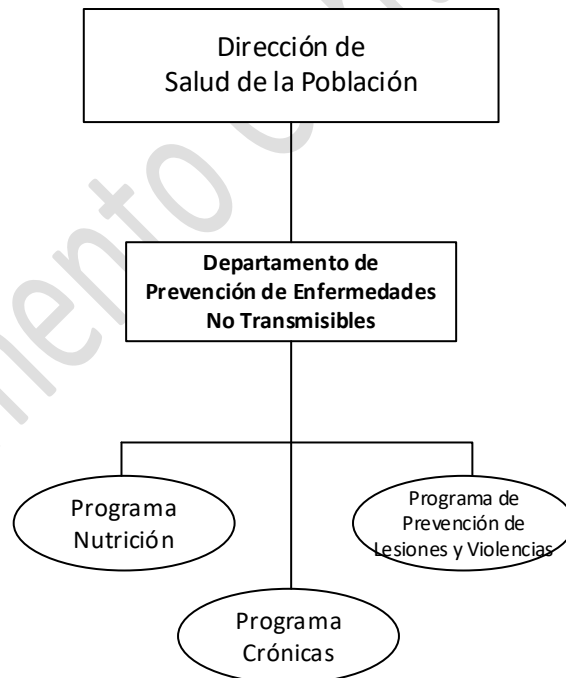 Dirección de
Salud de la Población
Departamento de
Prevención de Enfermedades
No Transmisibles
Programa
Nutrición
Programa de
Prevención de
Lesiones y Violencias
Programa
Crónicas